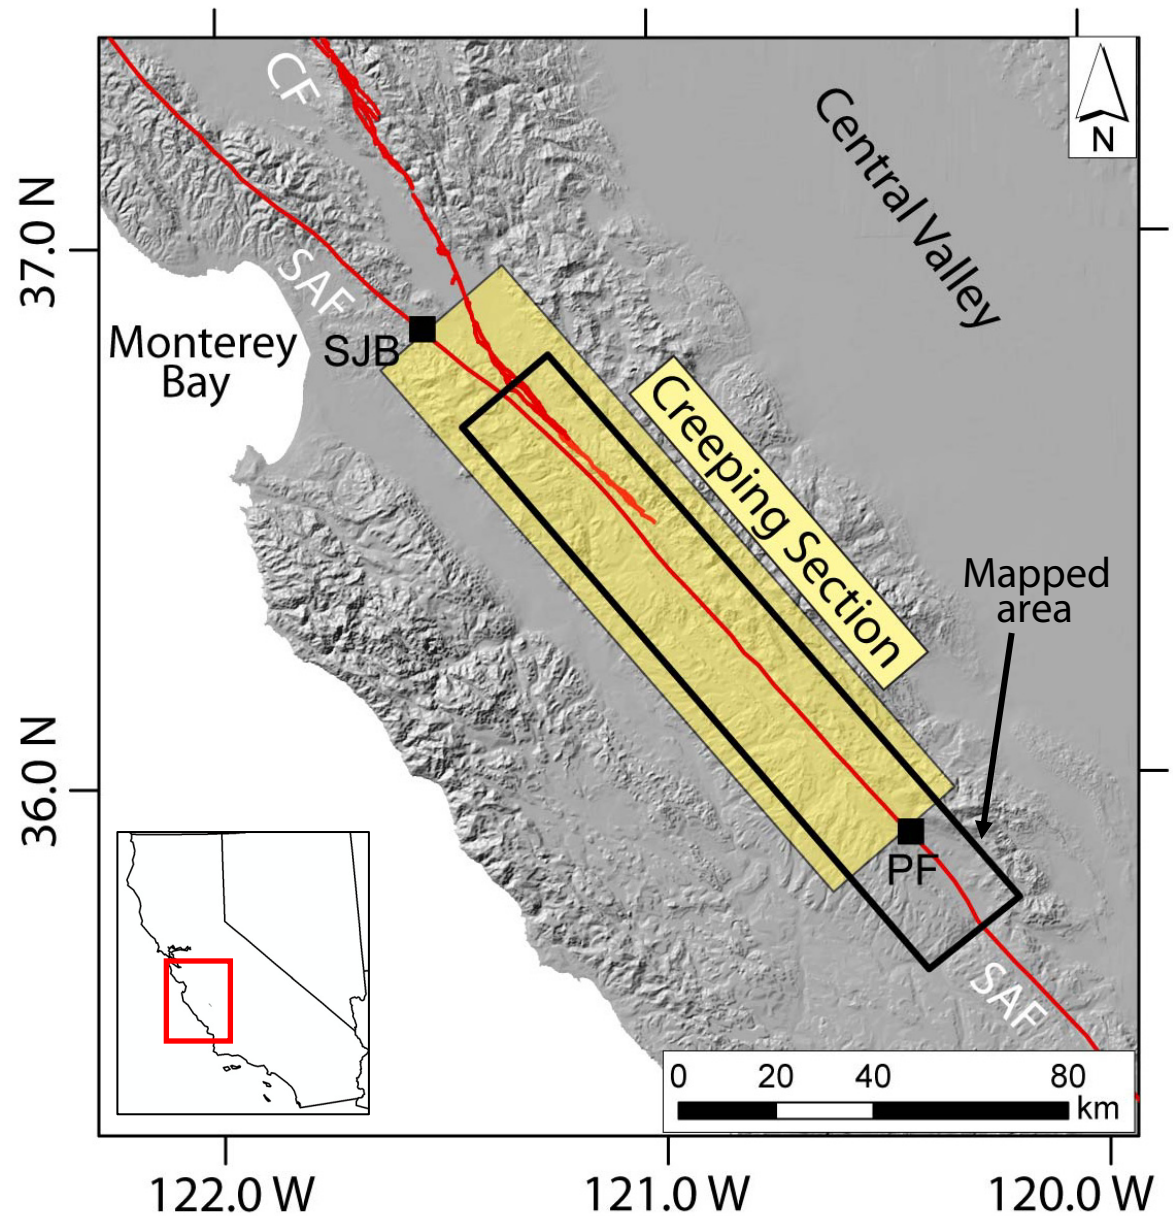 CF
Central Valley
N
37.0 N
SAF
Monterey
Bay
SJB
Creeping Section
Mapped
area
36.0 N
PF
SAF
0 20 40 80
km
122.0 W 121.0 W 120.0 W